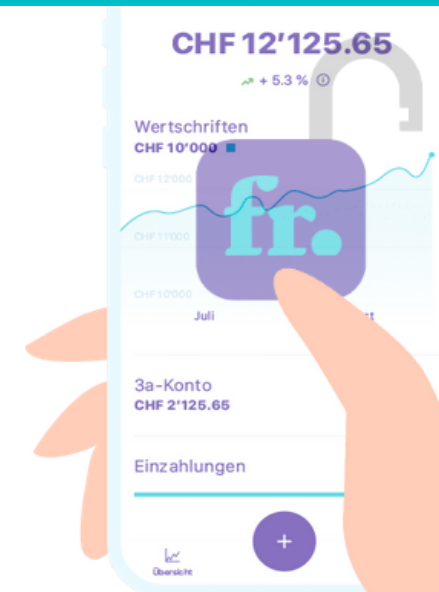 CHF 12’125.65
+ 5.3 %
Wertschriften
CHF 10’000
CHF 12’000
fr.
CHF 11’000
CHF 10’000
Juli
st
3a-Konto
CHF 2’125.65
Einzahlungen
+
Übersicht